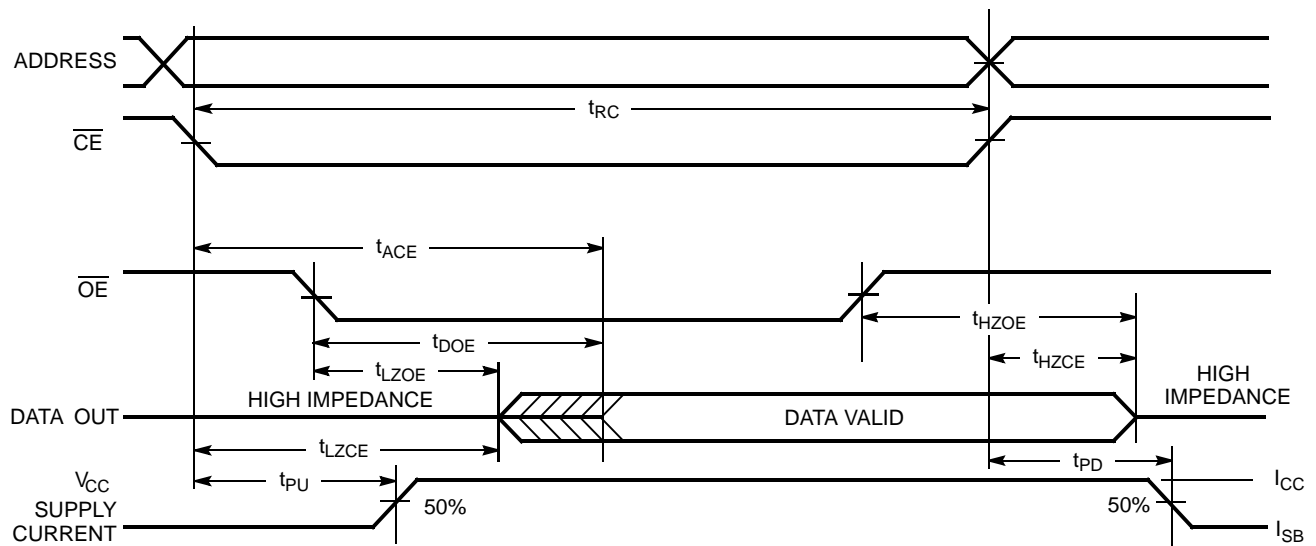 ADDRESS
tRC
CE
tACE
OE
tHZOE
tDOE
tHZCE
tLZOE
HIGH IMPEDANCE
HIGH
IMPEDANCE
DATA OUT
DATA VALID
tLZCE
tPD
VCC
SUPPLY
CURRENT
tPU
50%
50%
ICC
ISB